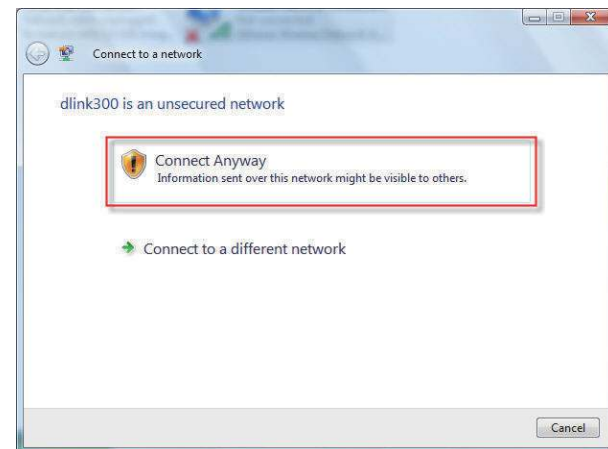 Connect to a network
dlink300 is an unsecured network
Connect Anyway
Information sent over this network might be visible to others.
Connect to a different network
Cancel